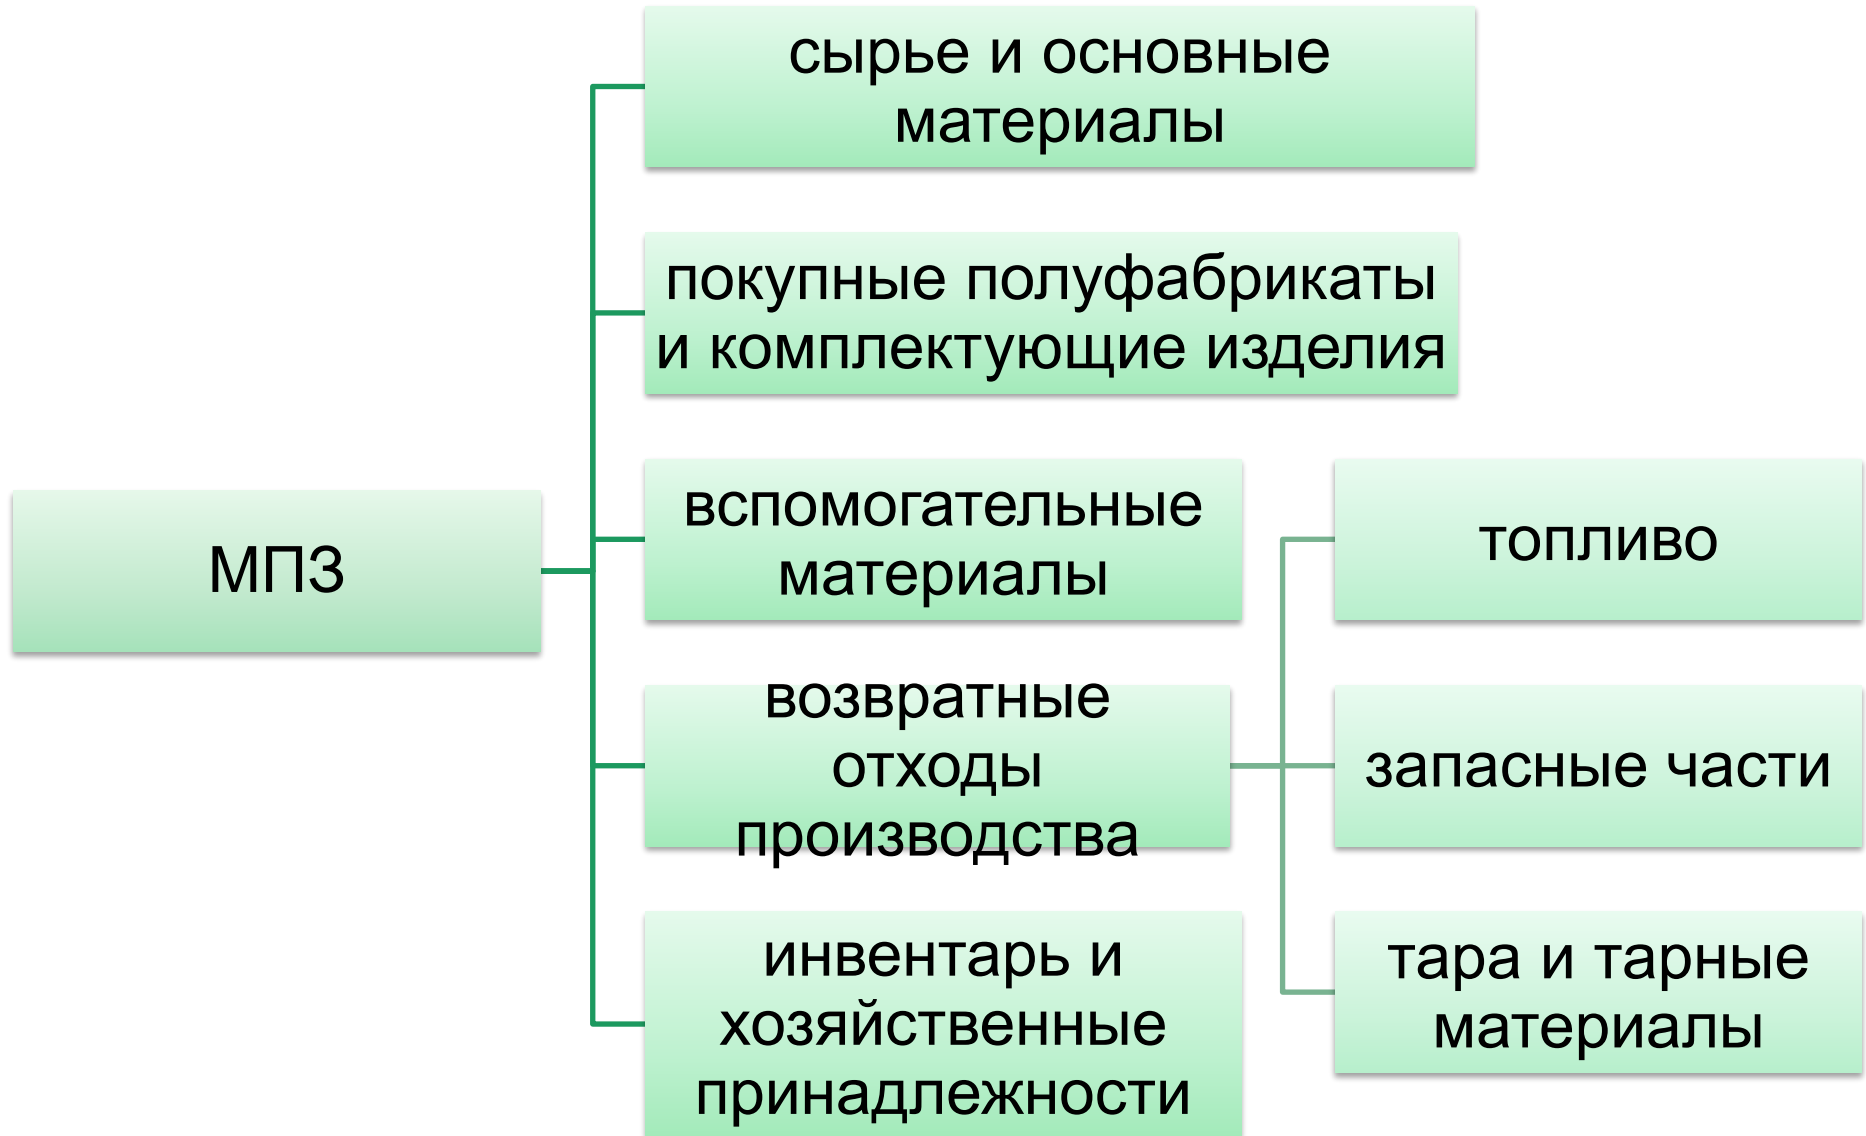 МПЗ
сырье и основные
материалы
покупные полуфабрикаты
и комплектующие изделия
вспомогательные
материалы
возвратные
отходы
производства
инвентарь и
хозяйственные
принадлежности
топливо
запасные части
тара и тарные
материалы